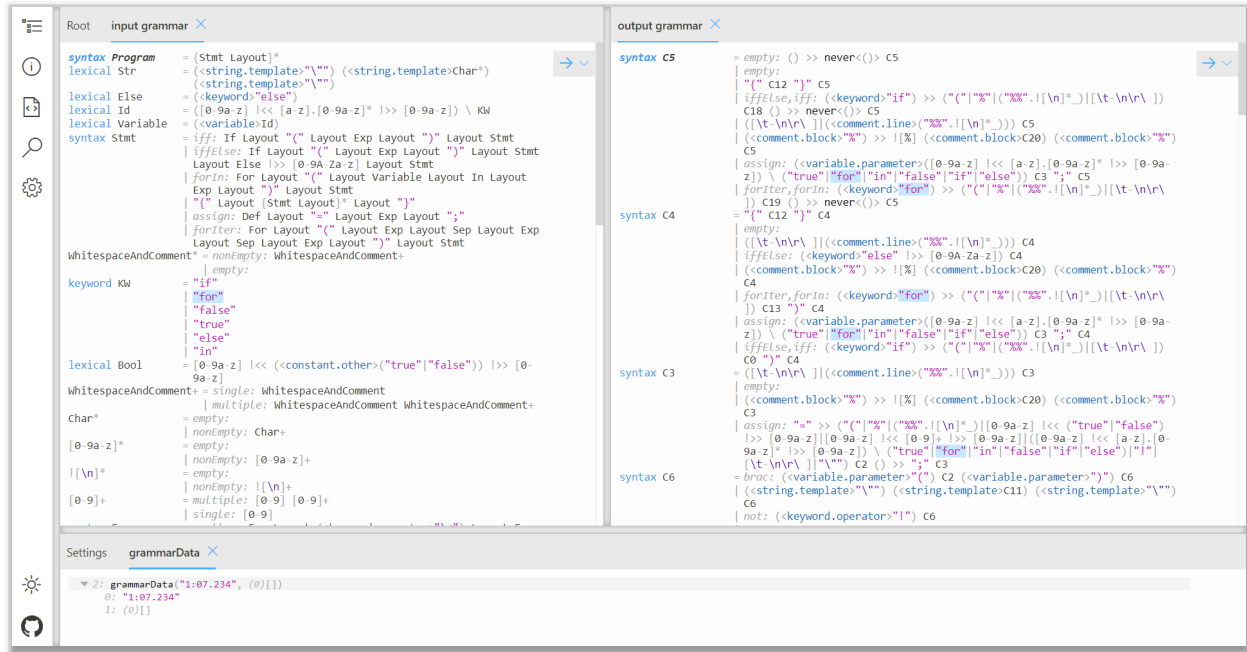 Root input grammar
syntax Program = {Stmt Layout}*
lexical Str = (<string.template>"\"") (<string.template>Char*)
(<string.template>"\"")
lexical Else = (<keyword>"else")
lexical Id = ([0-9a-z] !<< [a-z].[0-9a-z]* !>> [0-9a-z]) \ KW
lexical Variable = (<variable>Id)
syntax Stmt = iff: If Layout "(" Layout Exp Layout ")" Layout Stmt
| iffElse: If Layout "(" Layout Exp Layout ")" Layout Stmt
Layout Else !>> [0-9A-Za-z] Layout Stmt
| forIn: For Layout "(" Layout Variable Layout In Layout
Exp Layout ")" Layout Stmt
| "{" Layout {Stmt Layout}* Layout "}"
| assign: Def Layout "=" Layout Exp Layout ";"
| forIter: For Layout "(" Layout Exp Layout Sep Layout Exp
Layout Sep Layout Exp Layout ")" Layout Stmt
WhitespaceAndComment* = nonEmpty: WhitespaceAndComment+
| empty:
keyword KW = "if"
| "for"
| "false"
| "true"
| "else"
| "in"
lexical Bool = [0-9a-z] !<< (<constant.other>("true"|"false")) !>> [0-
9a-z]
WhitespaceAndComment+ = single: WhitespaceAndComment
| multiple: WhitespaceAndComment WhitespaceAndComment+
Char* = empty:
| nonEmpty: Char+
[0-9a-z]* = empty:
| nonEmpty: [0-9a-z]+
![\n]* = empty:
| nonEmpty: ![\n]+
[0-9]+ = multiple: [0-9] [0-9]+
| single: [0-9]
output grammar
syntax C5 = empty: () >> never<()> C5
| empty:
| "{" C12 "}" C5
| iffElse,iff: (<keyword>"if") >> ("("|"%"|("%%".![\n]*_)|[\t-\n\r\ ])
C18 () >> never<()> C5
| ([\t-\n\r\ ]|(<comment.line>("%%".![\n]*_))) C5
| (<comment.block>"%") >> ![%] (<comment.block>C20) (<comment.block>"%")
C5
| assign: (<variable.parameter>([0-9a-z] !<< [a-z].[0-9a-z]* !>> [0-9a-
z]) \ ("true"|"for"|"in"|"false"|"if"|"else")) C3 ";" C5
| forIter,forIn: (<keyword>"for") >> ("("|"%"|("%%".![\n]*_)|[\t-\n\r\
]) C19 () >> never<()> C5
syntax C4 = "{" C12 "}" C4
| empty:
| ([\t-\n\r\ ]|(<comment.line>("%%".![\n]*_))) C4
| iffElse: (<keyword>"else" !>> [0-9A-Za-z]) C4
| (<comment.block>"%") >> ![%] (<comment.block>C20) (<comment.block>"%")
C4
| forIter,forIn: (<keyword>"for") >> ("("|"%"|("%%".![\n]*_)|[\t-\n\r\
]) C13 ")" C4
| assign: (<variable.parameter>([0-9a-z] !<< [a-z].[0-9a-z]* !>> [0-9a-
z]) \ ("true"|"for"|"in"|"false"|"if"|"else")) C3 ";" C4
| iffElse,iff: (<keyword>"if") >> ("("|"%"|("%%".![\n]*_)|[\t-\n\r\ ])
C0 ")" C4
syntax C3 = ([\t-\n\r\ ]|(<comment.line>("%%".![\n]*_))) C3
| empty:
| (<comment.block>"%") >> ![%] (<comment.block>C20) (<comment.block>"%")
C3
| assign: "=" >> ("("|"%"|("%%".![\n]*_)|[0-9a-z] !<< ("true"|"false")
!>> [0-9a-z]|[0-9a-z] !<< [0-9]+ !>> [0-9a-z]|([0-9a-z] !<< [a-z].[0-
9a-z]* !>> [0-9a-z]) \ ("true"|"for"|"in"|"false"|"if"|"else")|"!"|
[\t-\n\r\ ]|"\"") C2 () >> ";" C3
syntax C6 = brac: (<variable.parameter>"(") C2 (<variable.parameter>")") C6
| (<string.template>"\"") (<string.template>C11) (<string.template>"\"")
C6
| not: (<keyword.operator>"!") C6
Settings grammarData
2: grammarData("1:07.234", (0)[])
0: "1:07.234"
1: (0)[]